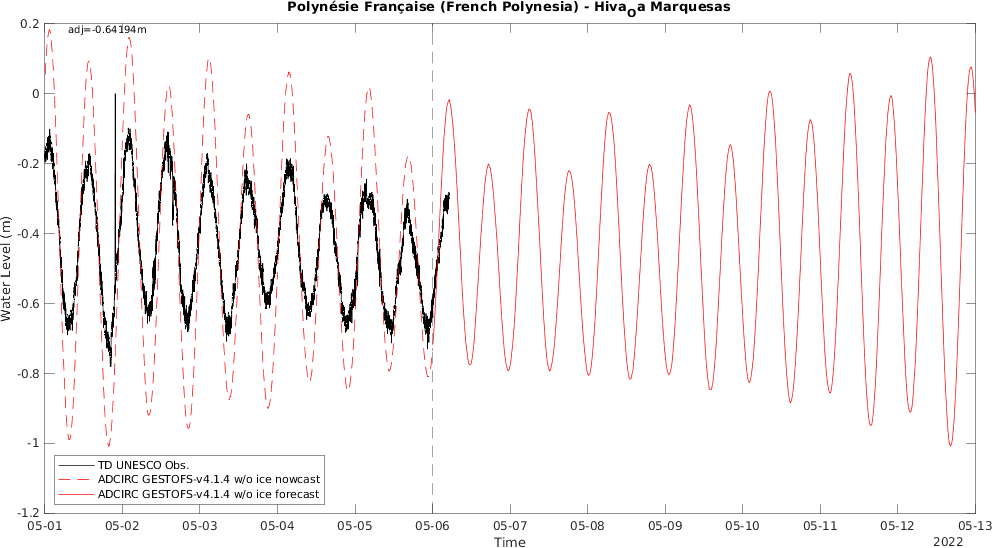 Polynésie Française (French Polynesia) - Hiva_Oa Marquesas
adj=-0.64194m
0.2
0
-0.2
-0.4
-0.6
-0.8
-1
-1.2
Water Level (m)
TD UNESCO Obs.
ADCIRC GESTOFS-v4.1.4 w/o ice nowcast
ADCIRC GESTOFS-v4.1.4 w/o ice forecast
05-01 05-02 05-03 05-04 05-05 05-06 05-07 05-08 05-09 05-10 05-11 05-12 05-13
Time
2022